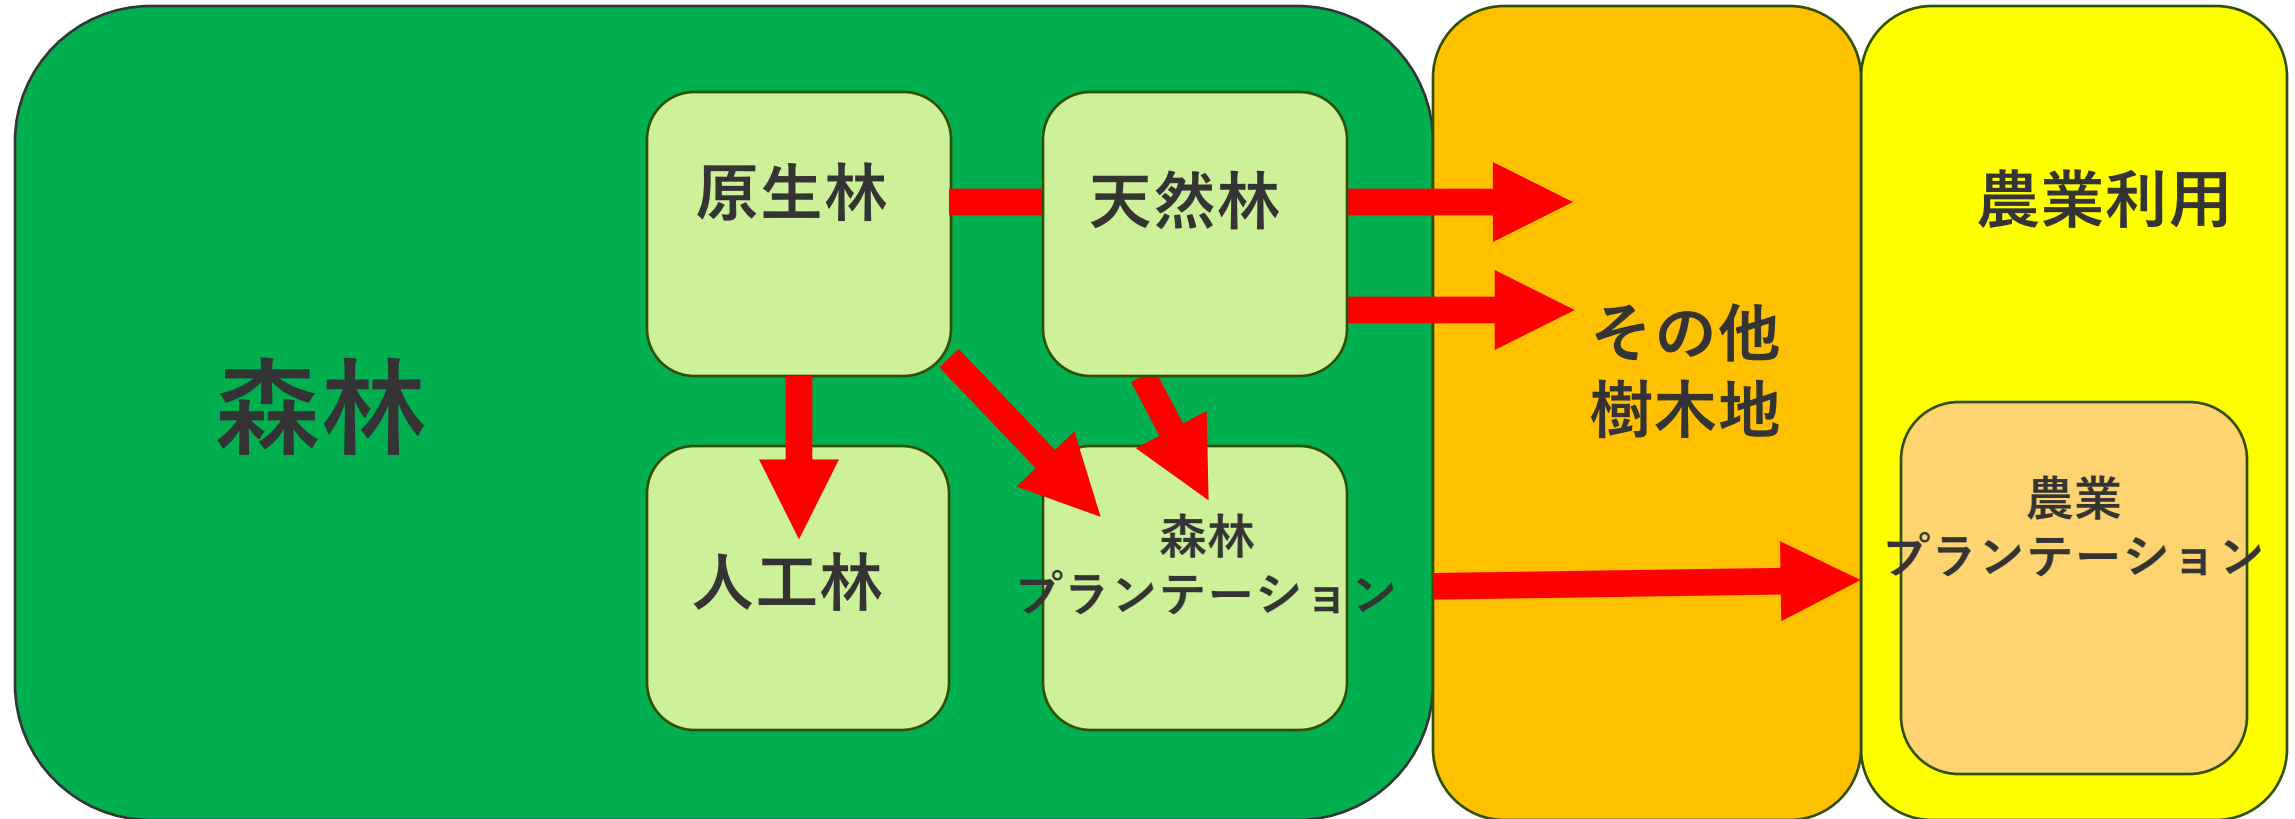 森林
原生林
天然林
人工林
森林
プランテーション
その他
樹木地
農業利用
農業
プランテーション